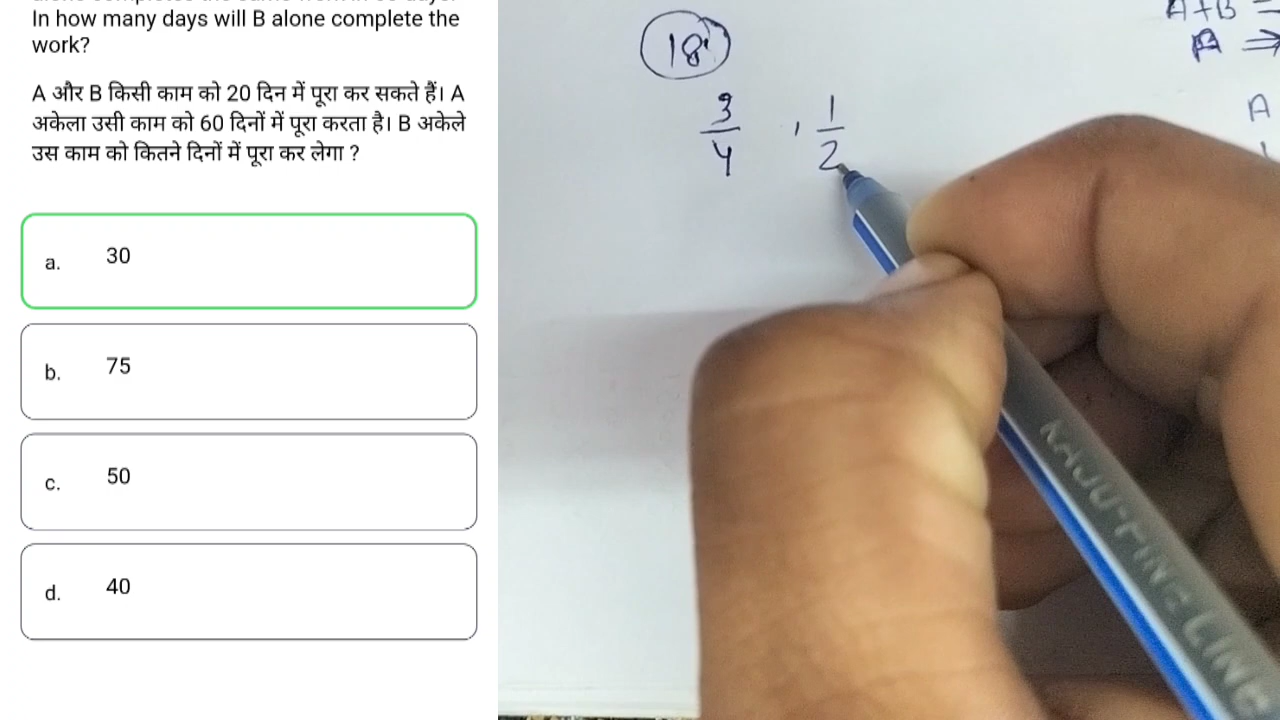 In how many days will B alone complete the
work?
A और B किसी काम को 20 दिन में पूरा कर सकते हैं। A
अकेला उसी काम को 60 दिनों में पूरा करता है। B अकेले
उस काम को कितने दिनों में पूरा कर लेगा ?
a. 30
b. 75
c. 50
d. 40
18
3/4 , 1/2
A+B =
A ⇒
A